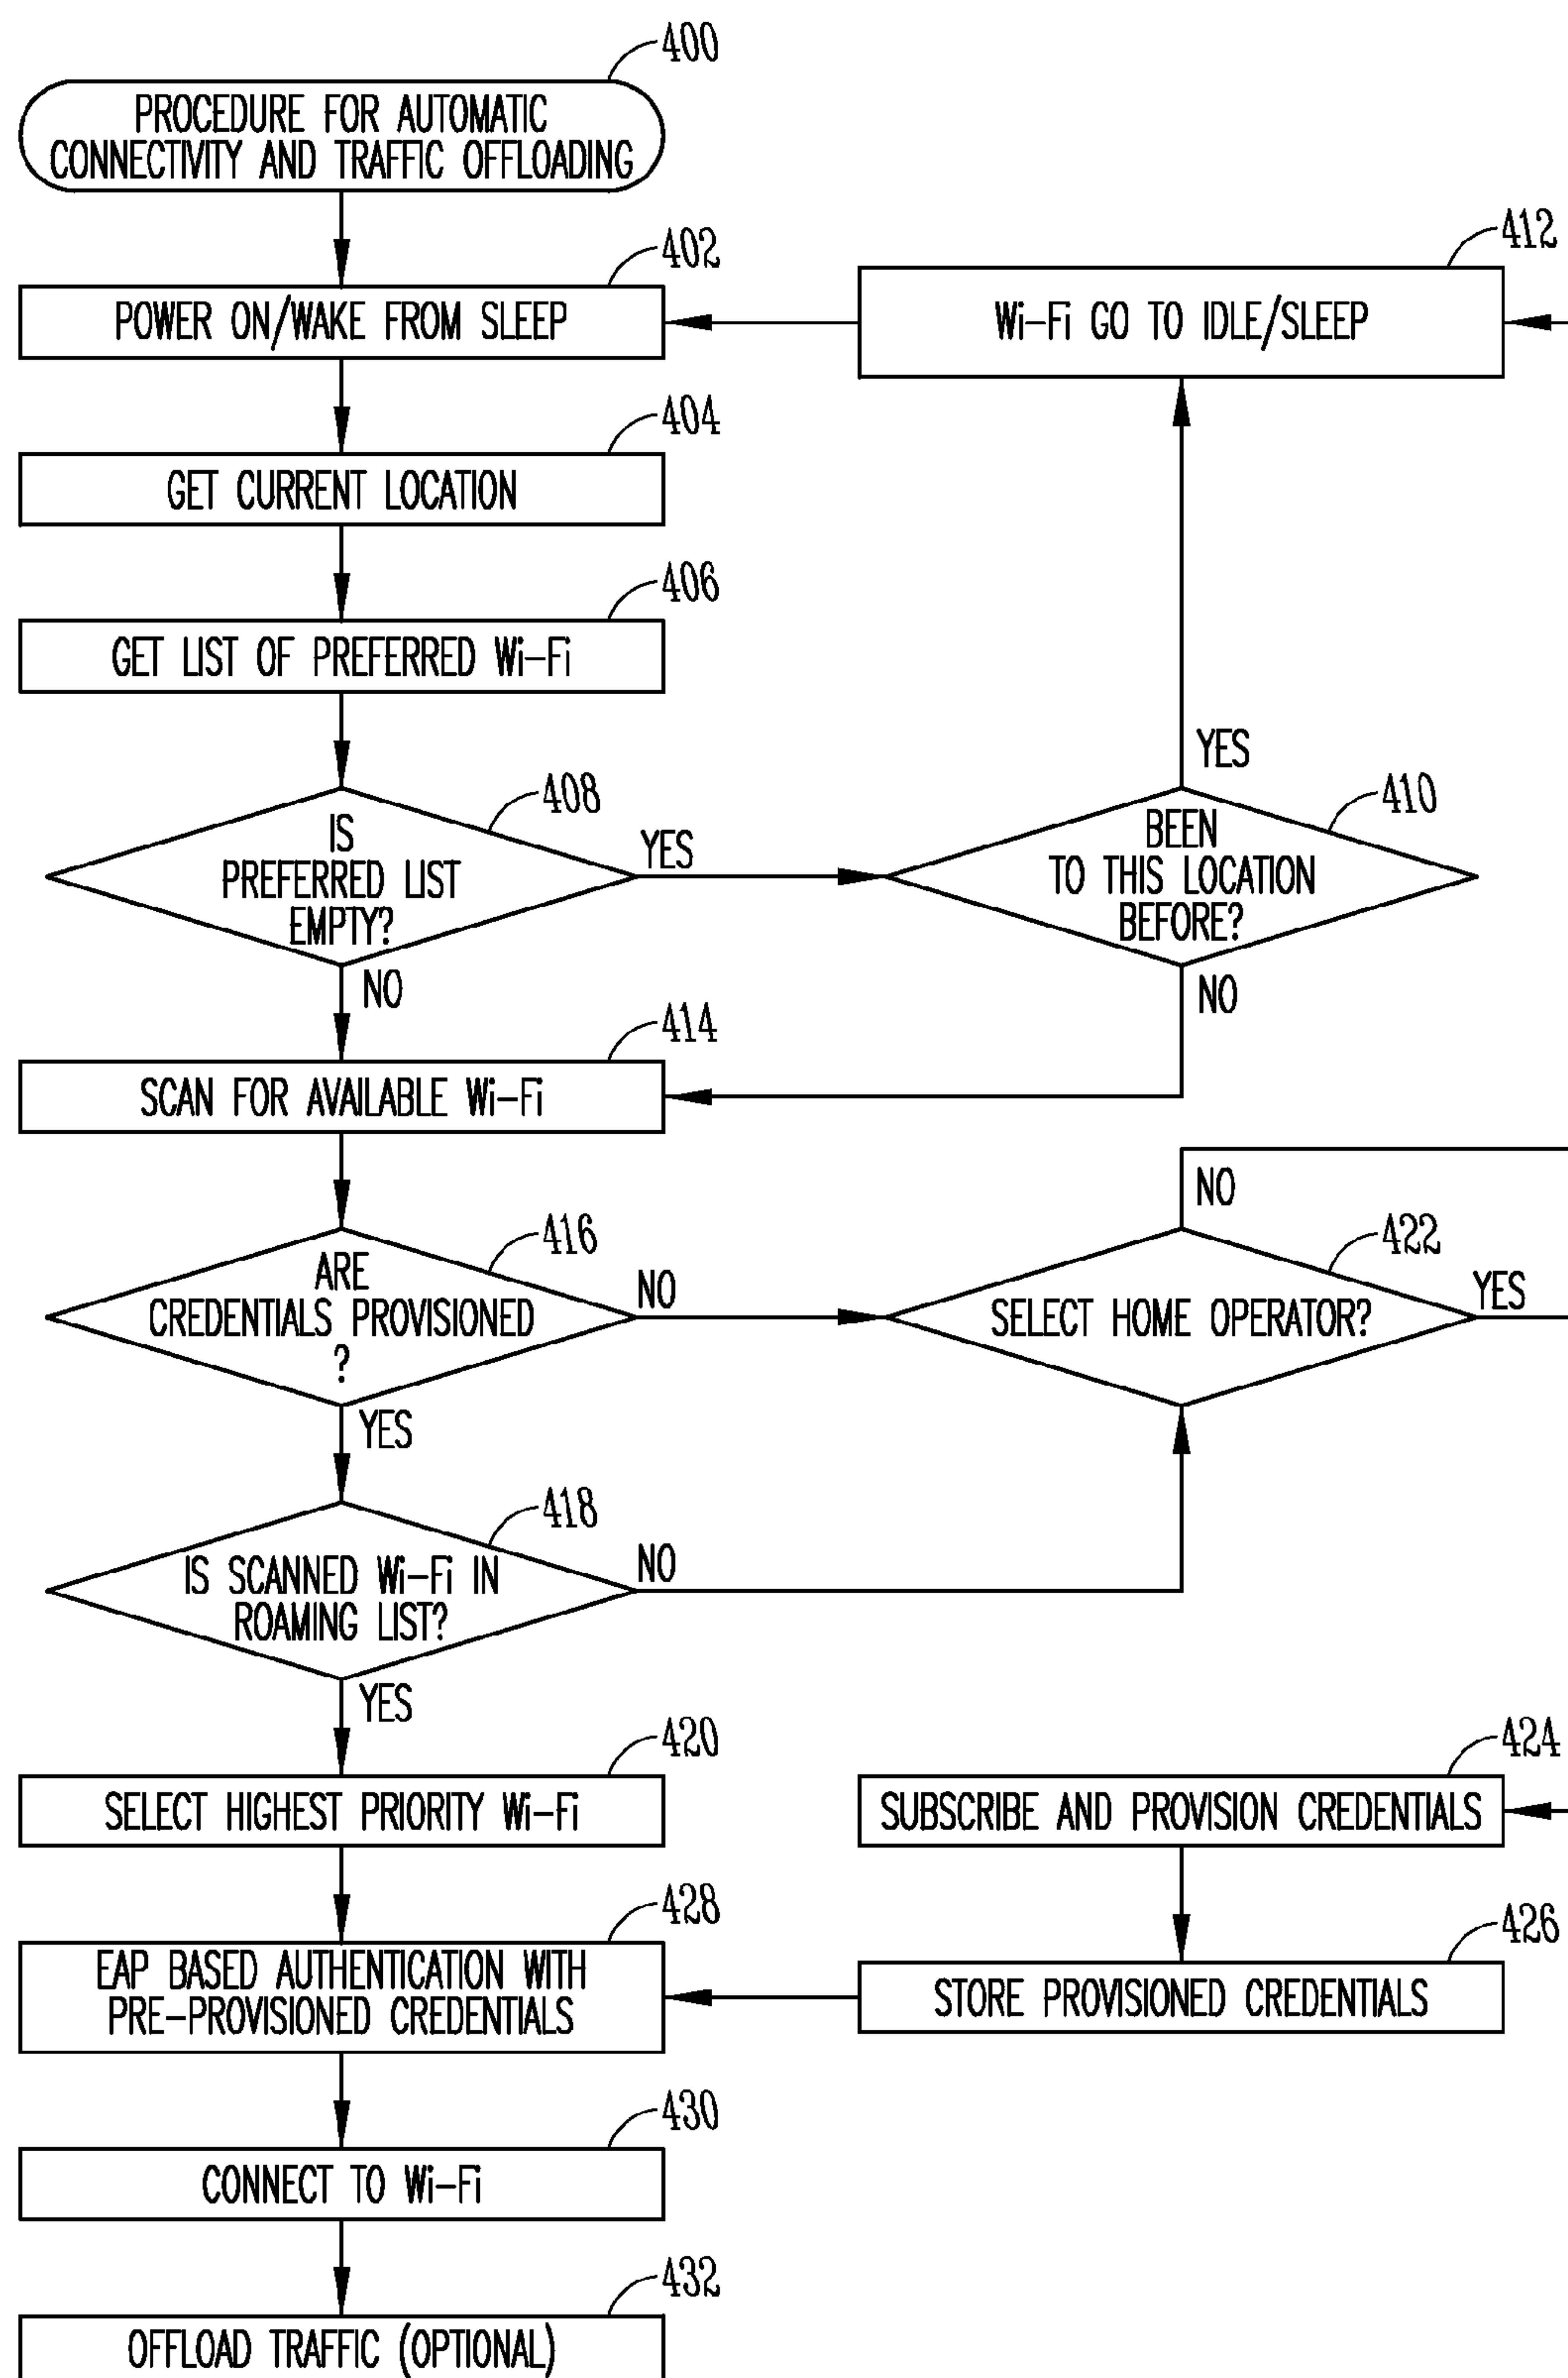 400
PROCEDURE FOR AUTOMATIC
CONNECTIVITY AND TRAFFIC OFFLOADING
402
POWER ON/WAKE FROM SLEEP
412
Wi-Fi GO TO IDLE/SLEEP
404
GET CURRENT LOCATION
406
GET LIST OF PREFERRED Wi-Fi
408
IS
PREFERRED LIST
EMPTY?
YES
NO
410
BEEN
TO THIS LOCATION
BEFORE?
YES
NO
414
SCAN FOR AVAILABLE Wi-Fi
416
ARE
CREDENTIALS PROVISIONED
?
NO
YES
422
SELECT HOME OPERATOR?
NO
YES
418
IS SCANNED Wi-Fi IN
ROAMING LIST?
NO
YES
420
SELECT HIGHEST PRIORITY Wi-Fi
424
SUBSCRIBE AND PROVISION CREDENTIALS
428
EAP BASED AUTHENTICATION WITH
PRE-PROVISIONED CREDENTIALS
426
STORE PROVISIONED CREDENTIALS
430
CONNECT TO Wi-Fi
432
OFFLOAD TRAFFIC (OPTIONAL)